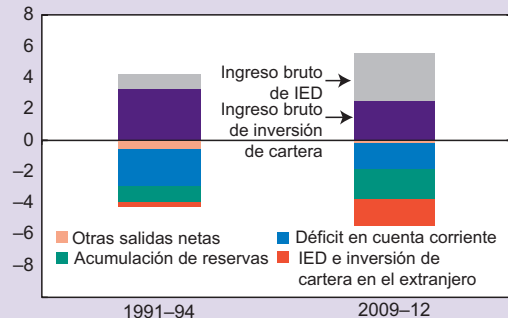 8
6
4
2
0
−2
−4
−6
−8
Ingreso bruto
de IED
Ingreso bruto
de inversión
de cartera
Otras salidas netas
Déficit en cuenta corriente
Acumulación de reservas
IED e inversión de
cartera en el extranjero
1991–94
2009–12